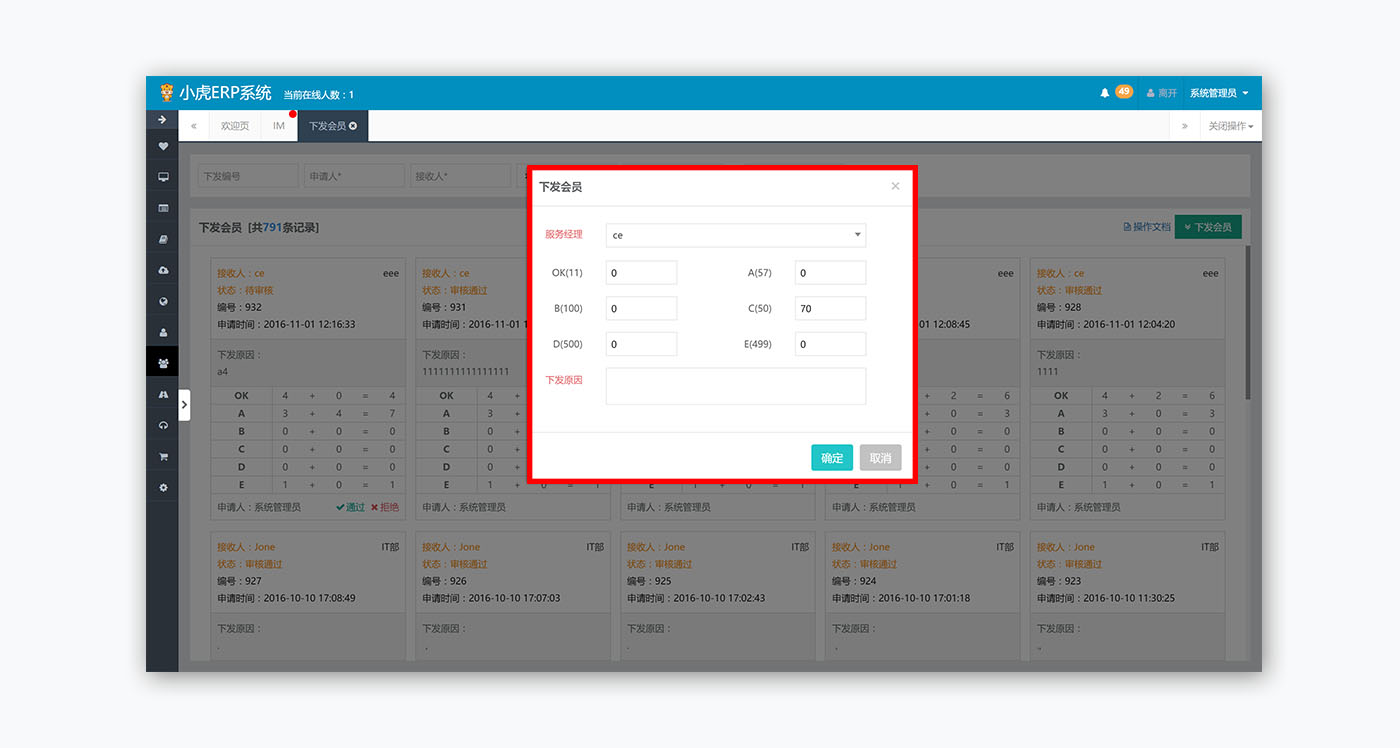 小虎ERP系统 当前在线人数：1 49 离开 系统管理员
欢迎页 IM 下发会员 关闭操作
下发编号 申请人* 接收人*
下发会员 [共791条记录] 操作文档 下发会员
下发会员
服务经理 ce
OK(11) 0 A(57) 0
B(100) 0 C(50) 70
D(500) 0 E(499) 0
下发原因
确定 取消
接收人：ce eee
状态：待审核
编号：932
申请时间：2016-11-01 12:16:33
下发原因：
a4
OK 4 + 0 = 4
A 3 + 4 = 7
B 0 + 0 = 0
C 0 + 0 = 0
D 0 + 0 = 0
E 1 + 0 = 1
申请人：系统管理员 通过 拒绝
接收人：ce
状态：审核通过
编号：931
申请时间：2016-11-01 1
下发原因：
1111111111111111
OK 4 +
A 3 +
B 0 +
C 0 +
D 0 +
E 1 + 0 = 1
申请人：系统管理员
E 1 + 0 = 1
申请人：系统管理员
eee
01 12:08:45
+ 2 = 6
+ 0 = 3
+ 0 = 0
+ 0 = 0
+ 0 = 0
E 1 + 0 = 1
申请人：系统管理员
接收人：ce eee
状态：审核通过
编号：928
申请时间：2016-11-01 12:04:20
下发原因：
1111
OK 4 + 2 = 6
A 3 + 0 = 3
B 0 + 0 = 0
C 0 + 0 = 0
D 0 + 0 = 0
E 1 + 0 = 1
申请人：系统管理员
接收人：Jone IT部
状态：审核通过
编号：927
申请时间：2016-10-10 17:08:49
下发原因：
.
接收人：Jone IT部
状态：审核通过
编号：926
申请时间：2016-10-10 17:07:03
下发原因：
接收人：Jone IT部
状态：审核通过
编号：925
申请时间：2016-10-10 17:02:43
下发原因：
接收人：Jone IT部
状态：审核通过
编号：924
申请时间：2016-10-10 17:01:18
下发原因：
接收人：Jone IT部
状态：审核通过
编号：923
申请时间：2016-10-10 11:30:25
下发原因：